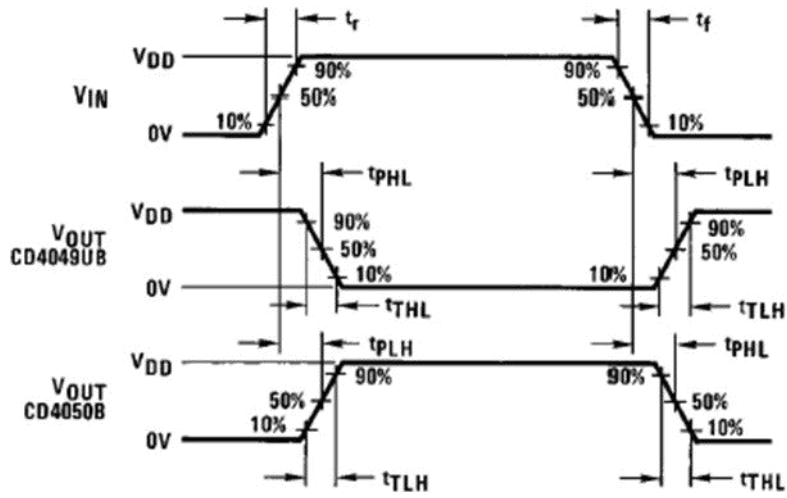 tr tf
VDD 90% 90%
VIN 50% 50%
10% 10%
0V
tPHL tPLH
VDD 90% 90%
VOUT
CD4049UB 50% 50%
10% 10%
0V
tTHL tTLH
tPLH tPHL
VDD 90% 90%
VOUT
CD4050B 50% 50%
10% 10%
0V
tTLH tTHL